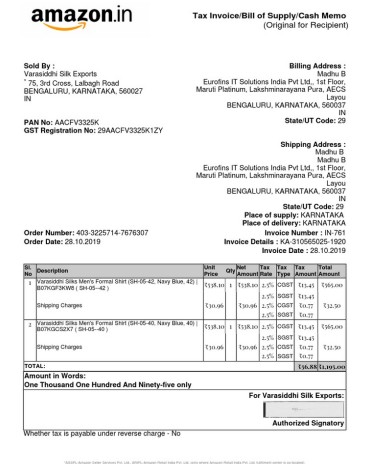 amazon.in
Tax Invoice/Bill of Supply/Cash Memo
(Original for Recipient)
Sold By :
Varasiddhi Silk Exports
* 75, 3rd Cross, Lalbagh Road
BENGALURU, KARNATAKA, 560027
IN
PAN No: AACFV3325K
GST Registration No: 29AACFV3325K1ZY
Billing Address :
Madhu B
Eurofins IT Solutions India Pvt Ltd., 1st Floor,
Maruti Platinum, Lakshminarayana Pura, AECS
Layou
BENGALURU, KARNATAKA, 560037
IN
State/UT Code: 29
Shipping Address :
Madhu B
Madhu B
Eurofins IT Solutions India Pvt Ltd., 1st Floor,
Maruti Platinum, Lakshminarayana Pura, AECS
Layou
BENGALURU, KARNATAKA, 560037
IN
State/UT Code: 29
Place of supply: KARNATAKA
Place of delivery: KARNATAKA
Order Number: 403-3225714-7676307
Invoice Number : IN-761
Order Date: 28.10.2019
Invoice Details : KA-310565025-1920
Invoice Date : 28.10.2019
Sl. No Description Unit Price Qty Net Amount Tax Rate Tax Type Tax Amount Total Amount
1 Varasiddhi Silks Men's Formal Shirt (SH-05-42, Navy Blue, 42) | ₹538.10 1 ₹538.10 2.5% CGST ₹13.45 ₹565.00
B07KGF3KW8 ( SH-05--42 )
2.5% SGST ₹13.45
Shipping Charges ₹30.96 ₹30.96 2.5% CGST ₹0.77 ₹32.50
2.5% SGST ₹0.77
2 Varasiddhi Silks Men's Formal Shirt (SH-05-40, Navy Blue, 40) | ₹538.10 1 ₹538.10 2.5% CGST ₹13.45 ₹565.00
B07KGCS2X7 ( SH-05--40 )
2.5% SGST ₹13.45
Shipping Charges ₹30.96 ₹30.96 2.5% CGST ₹0.77 ₹32.50
2.5% SGST ₹0.77
TOTAL: ₹56.88 ₹1,195.00
Amount in Words:
One Thousand One Hundred And Ninety-five only
For Varasiddhi Silk Exports:
Authorized Signatory
Whether tax is payable under reverse charge - No